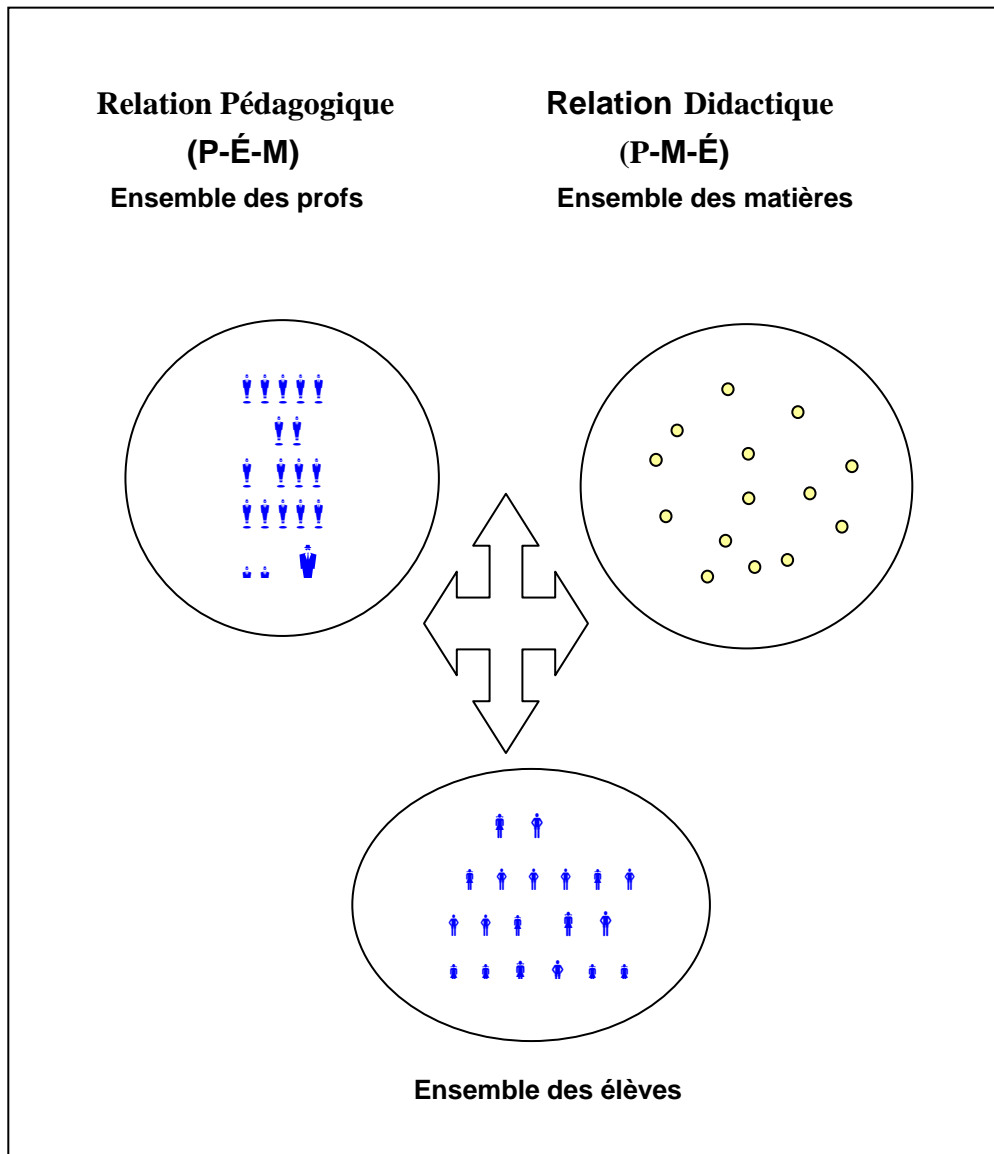 Relation Pédagogique
(P-É-M)
Ensemble des profs
Relation Didactique
(P-M-É)
Ensemble des matières
Ensemble des élèves